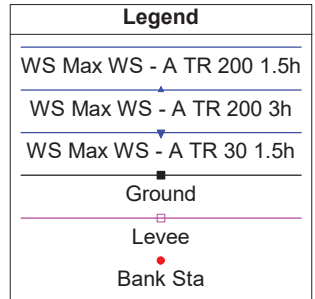 Legend
WS Max WS - A TR 200 1.5h
WS Max WS - A TR 200 3h
WS Max WS - A TR 30 1.5h
Ground
Levee
Bank Sta